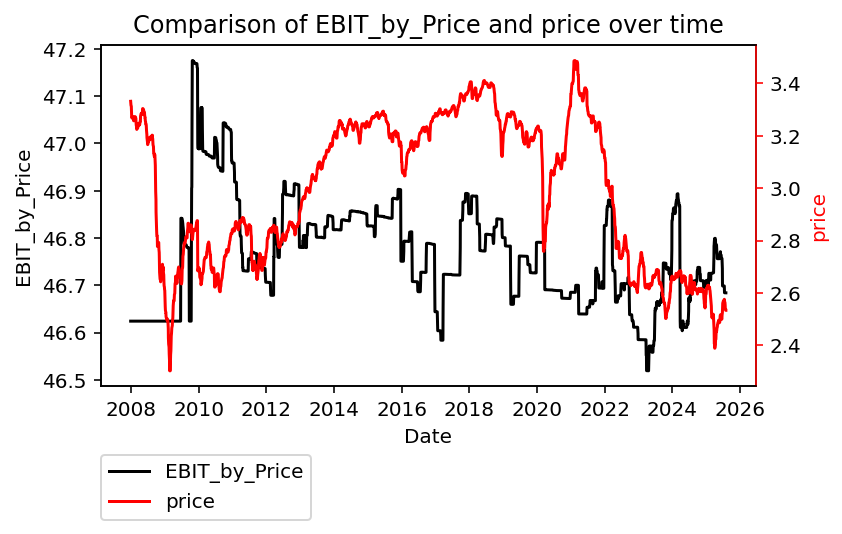 Comparison of EBIT_by_Price and price over time
47.2
47.1
47.0
46.9
46.8
46.7
46.6
46.5
EBIT_by_Price
3.4
3.2
3.0
2.8
2.6
2.4
price
2008 2010 2012 2014 2016 2018 2020 2022 2024 2026
Date
EBIT_by_Price
price